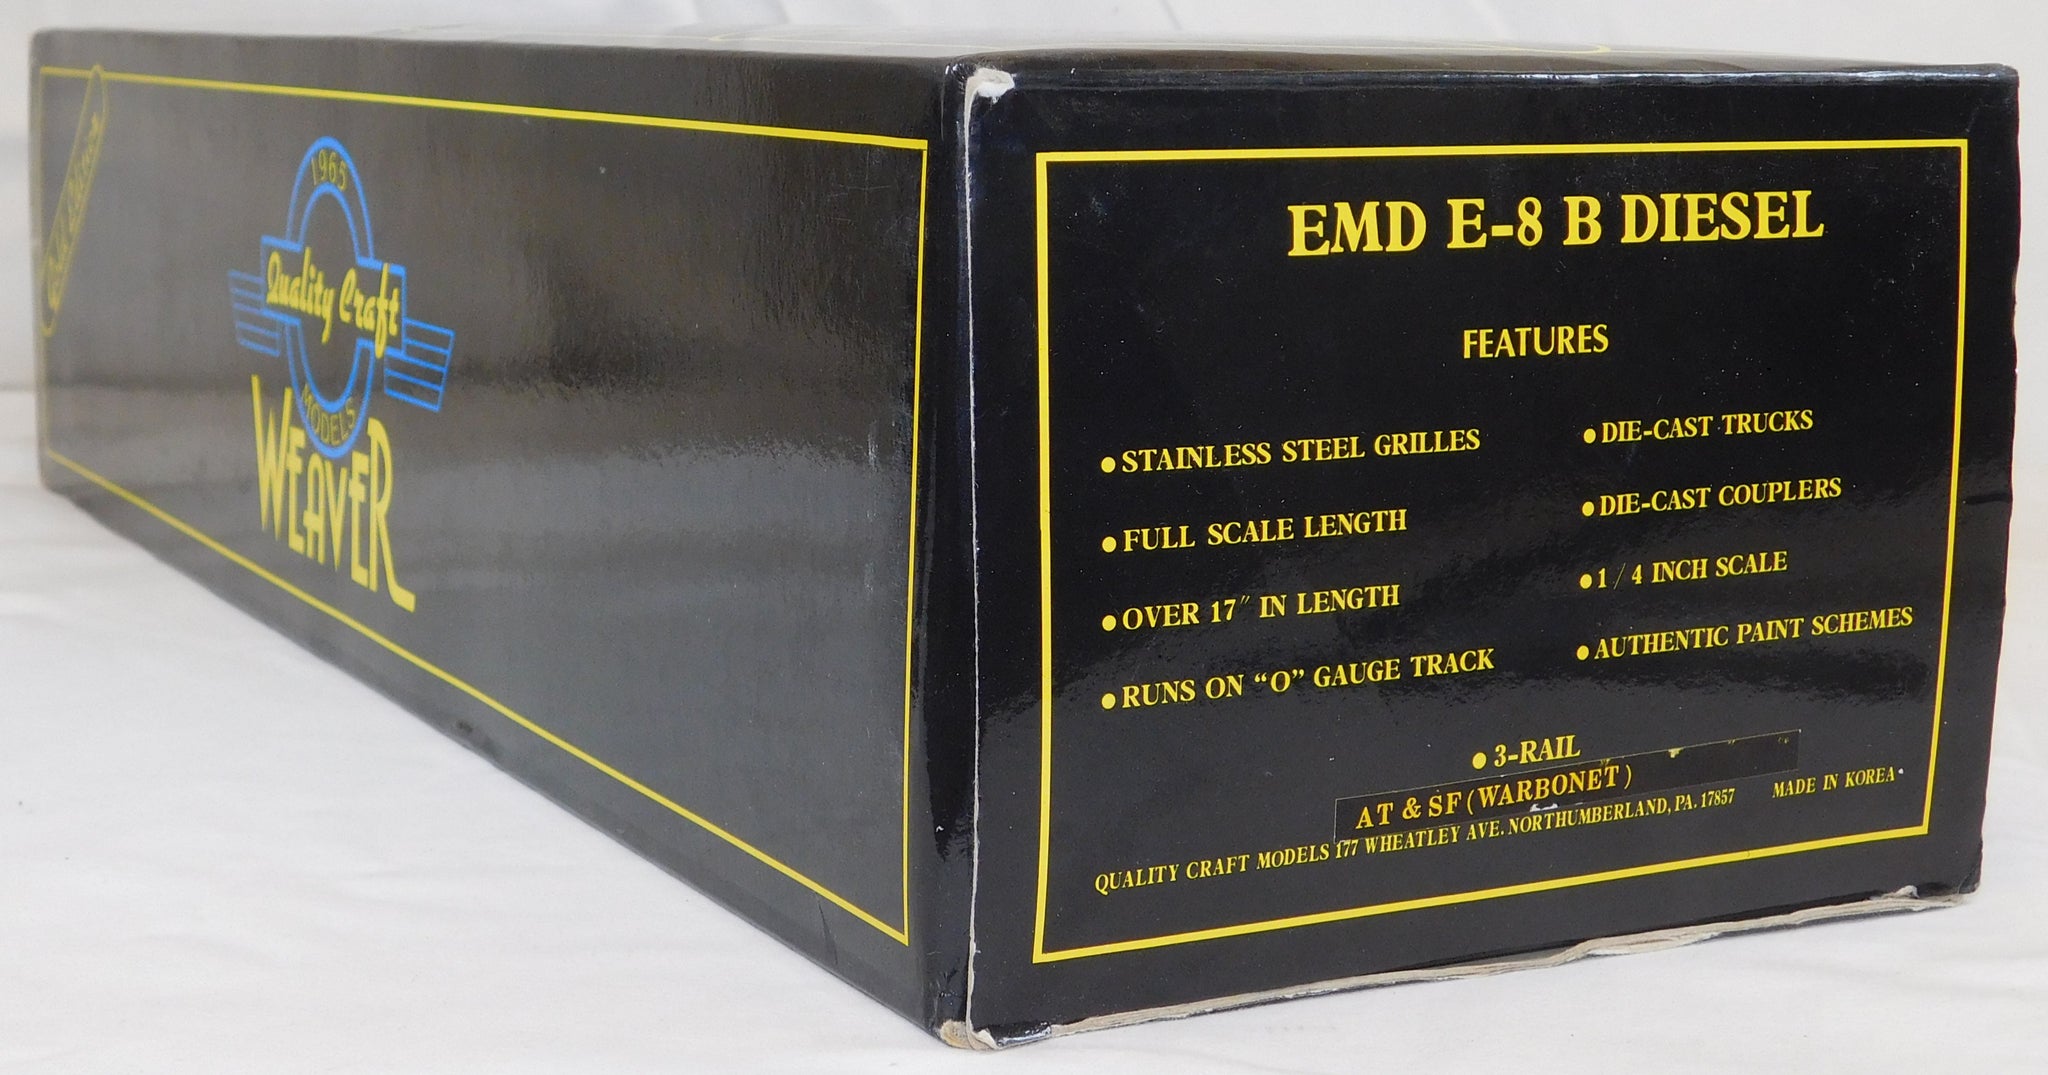 Gold Edition
1965
Quality Craft
MODELS
WEAVER
EMD E-8 B DIESEL
FEATURES
●STAINLESS STEEL GRILLES
●FULL SCALE LENGTH
●OVER 17″ IN LENGTH
●RUNS ON “O” GAUGE TRACK
●DIE-CAST TRUCKS
●DIE-CAST COUPLERS
●1/4 INCH SCALE
●AUTHENTIC PAINT SCHEMES
●3-RAIL
AT & SF (WARBONET)
QUALITY CRAFT MODELS 177 WHEATLEY AVE. NORTHUMBERLAND, PA. 17857 MADE IN KOREA